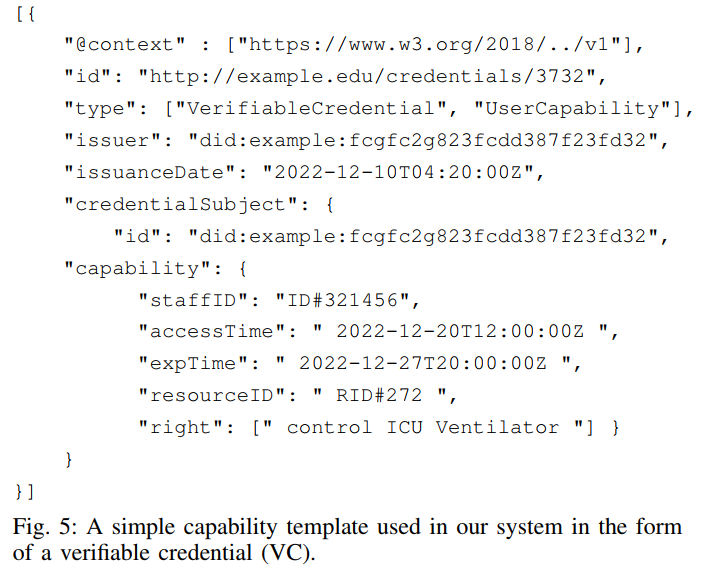 [{
"@context" : ["https://www.w3.org/2018/../v1"],
"id": "http://example.edu/credentials/3732",
"type": ["VerifiableCredential", "UserCapability"],
"issuer": "did:example:fcgfc2g823fcdd387f23fd32",
"issuanceDate": "2022-12-10T04:20:00Z",
"credentialSubject": {
"id": "did:example:fcgfc2g823fcdd387f23fd32",
"capability": {
"staffID": "ID#321456",
"accessTime": " 2022-12-20T12:00:00Z ",
"expTime": " 2022-12-27T20:00:00Z ",
"resourceID": " RID#272 ",
"right": [" control ICU Ventilator "] }
}
}]
Fig. 5: A simple capability template used in our system in the form
of a verifiable credential (VC).